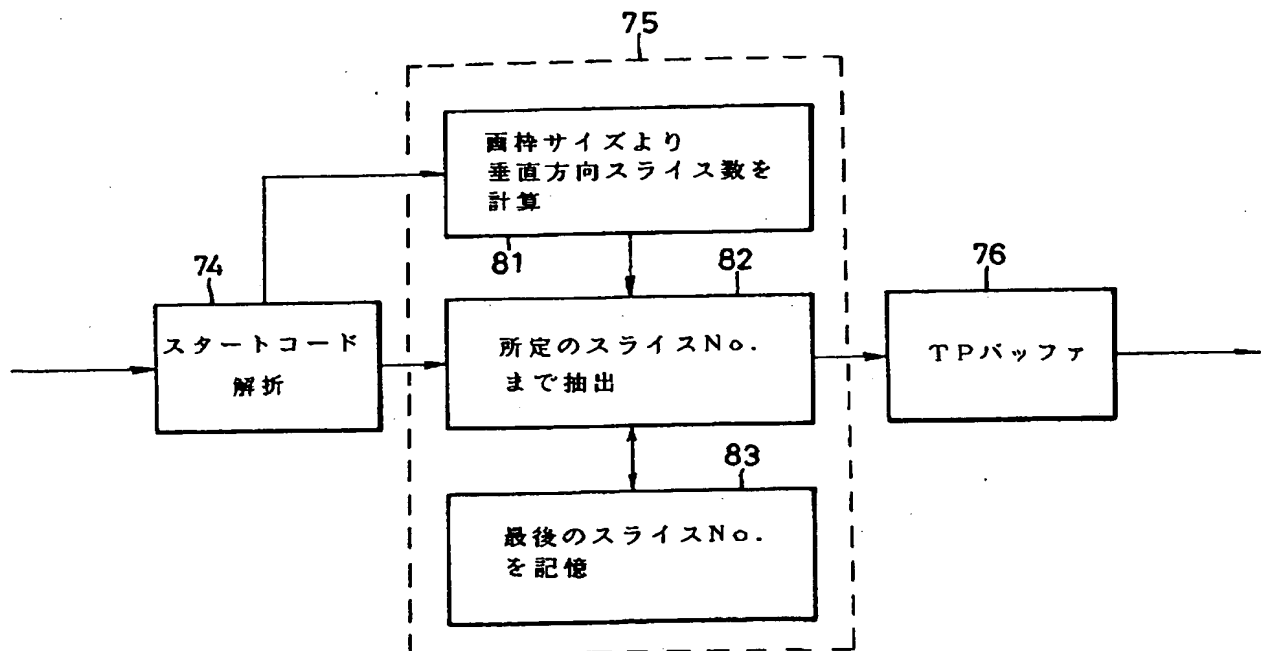 75
画枠サイズより
垂直方向スライス数を
計算
81
74
スタートコード
解折
82
所定のスライスNo.
まで抽出
76
TPバッファ
83
最後のスライスNo.
を記憶